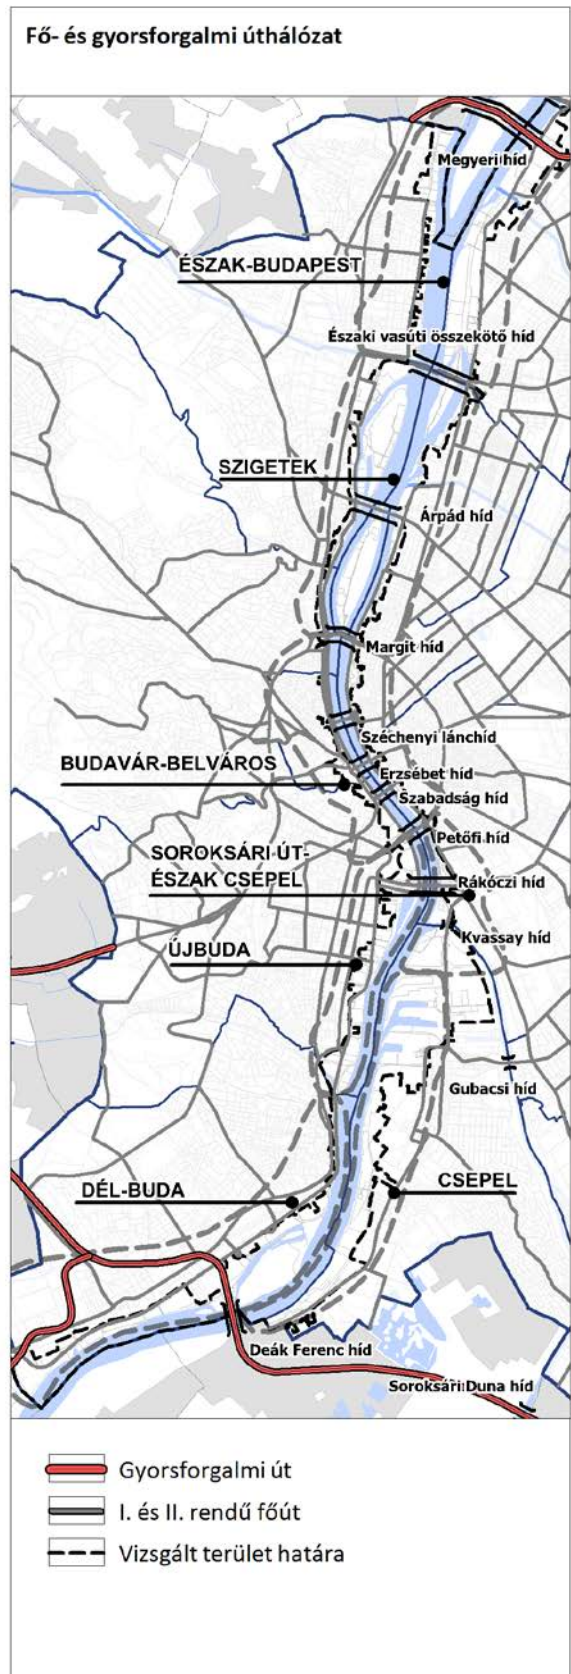 Fő- és gyorsforgalmi úthálózat
Megyeri híd
ÉSZAK-BUDAPEST
Északi vasúti összekötő híd
SZIGETEK
Árpád híd
Margit híd
Széchenyi lánchíd
BUDAVÁR-BELVÁROS
Erzsébet híd
Szabadság híd
Petőfi híd
SOROKSÁRI ÚT-
ÉSZAK CSEPEL
Rákóczi híd
Kvassay híd
ÚJBUDA
Gubacsi híd
DÉL-BUDA
CSEPEL
Deák Ferenc híd
Soroksári Duna híd
Gyorsforgalmi út
I. és II. rendű főút
Vizsgált terület határa